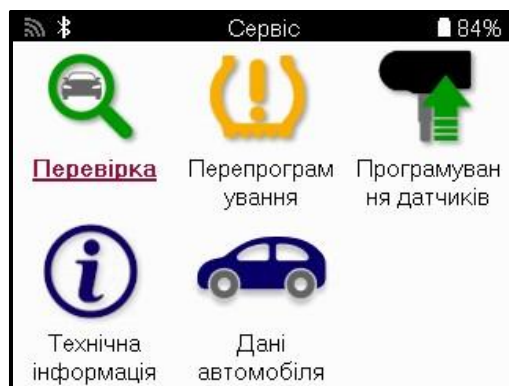 Сервіс 84%
Перевірка
Перепрограм
ування
Програмуван
ня датчиків
Технічна
інформація
Дані
автомобіля